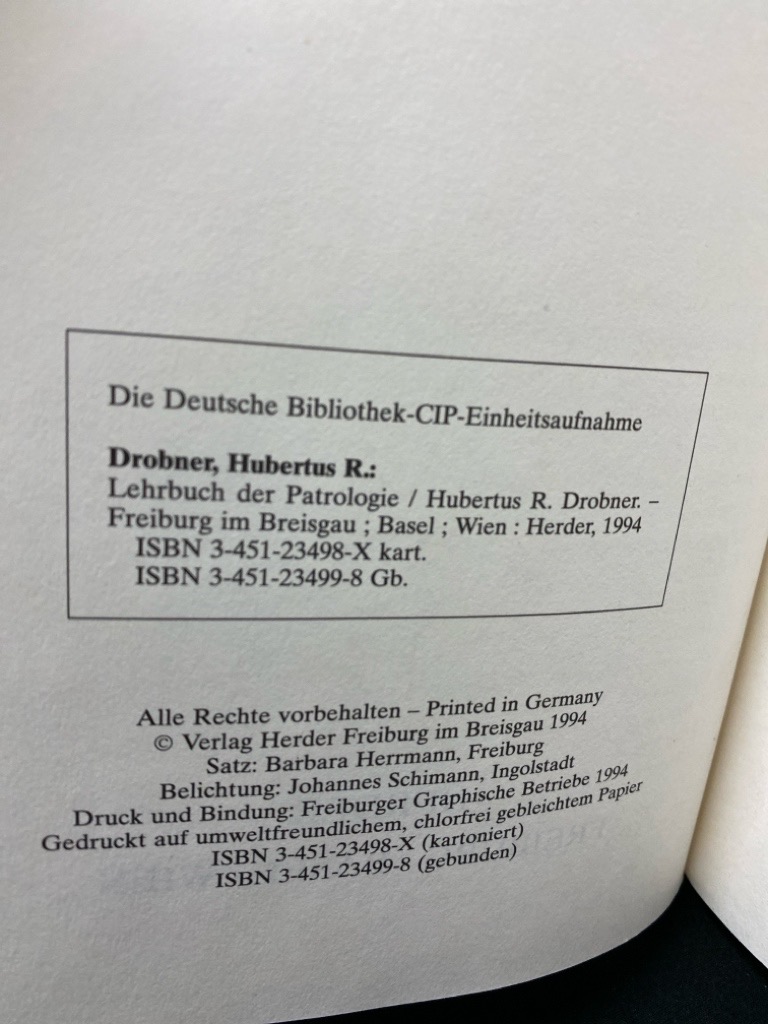 Die Deutsche Bibliothek-CIP-Einheitsaufnahme
Drobner, Hubertus R.:
Lehrbuch der Patrologie / Hubertus R. Drobner. –
Freiburg im Breisgau ; Basel ; Wien : Herder, 1994
ISBN 3-451-23498-X kart.
ISBN 3-451-23499-8 Gb.
Alle Rechte vorbehalten – Printed in Germany
© Verlag Herder Freiburg im Breisgau 1994
Satz: Barbara Herrmann, Freiburg
Belichtung: Johannes Schimann, Ingolstadt
Druck und Bindung: Freiburger Graphische Betriebe 1994
Gedruckt auf umweltfreundlichem, chlorfrei gebleichtem Papier
ISBN 3-451-23498-X (kartoniert)
ISBN 3-451-23499-8 (gebunden)